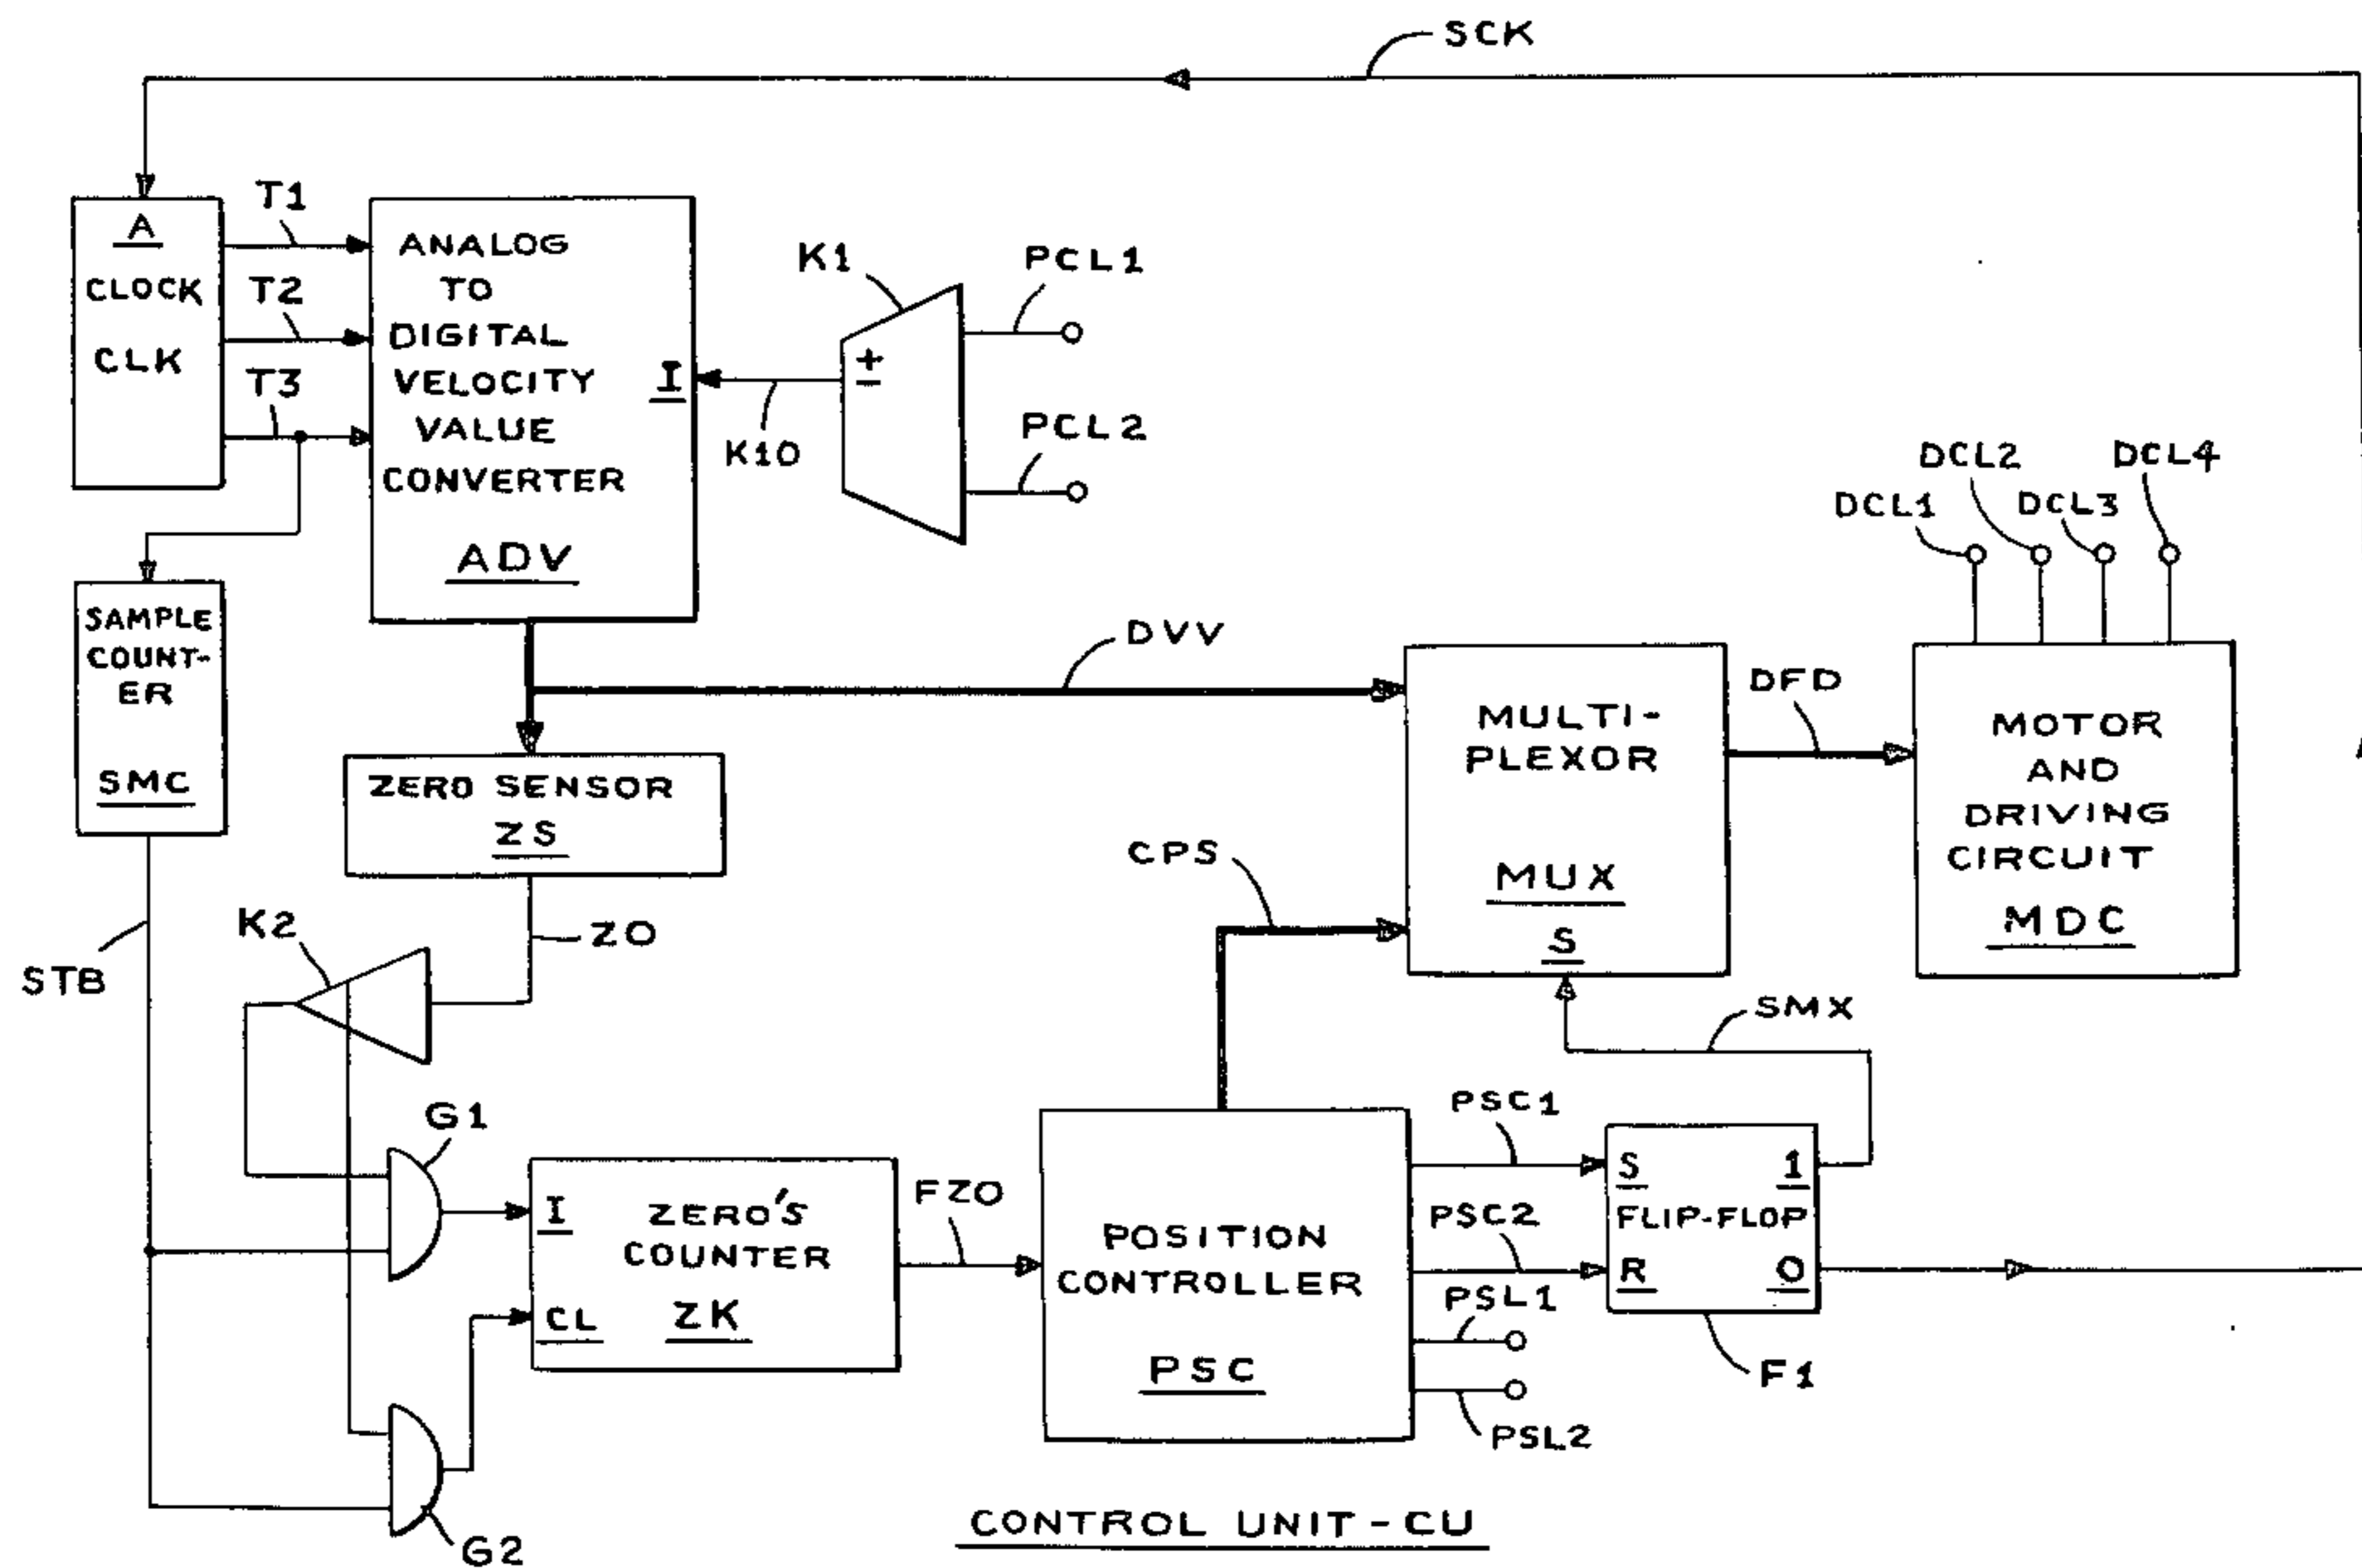 SCK
A
CLOCK
CLK
T1
T2
T3
ANALOG
TO
DIGITAL
VELOCITY
VALUE
CONVERTER
ADV
I
K10
K1
±
PCL1
PCL2
DCL1
DCL2
DCL3
DCL4
SAMPLE
COUNT-
ER
SMC
STB
DVV
ZERO SENSOR
ZS
ZO
K2
MULTI-
PLEXOR
MUX
S
DFD
MOTOR
AND
DRIVING
CIRCUIT
MDC
CPS
SMX
G1
G2
I
ZERO'S
COUNTER
CL
ZK
FZO
POSITION
CONTROLLER
PSC
PSC1
PSC2
PSL1
PSL2
S 1
FLIP-FLOP
R 0
F1
CONTROL UNIT-CU